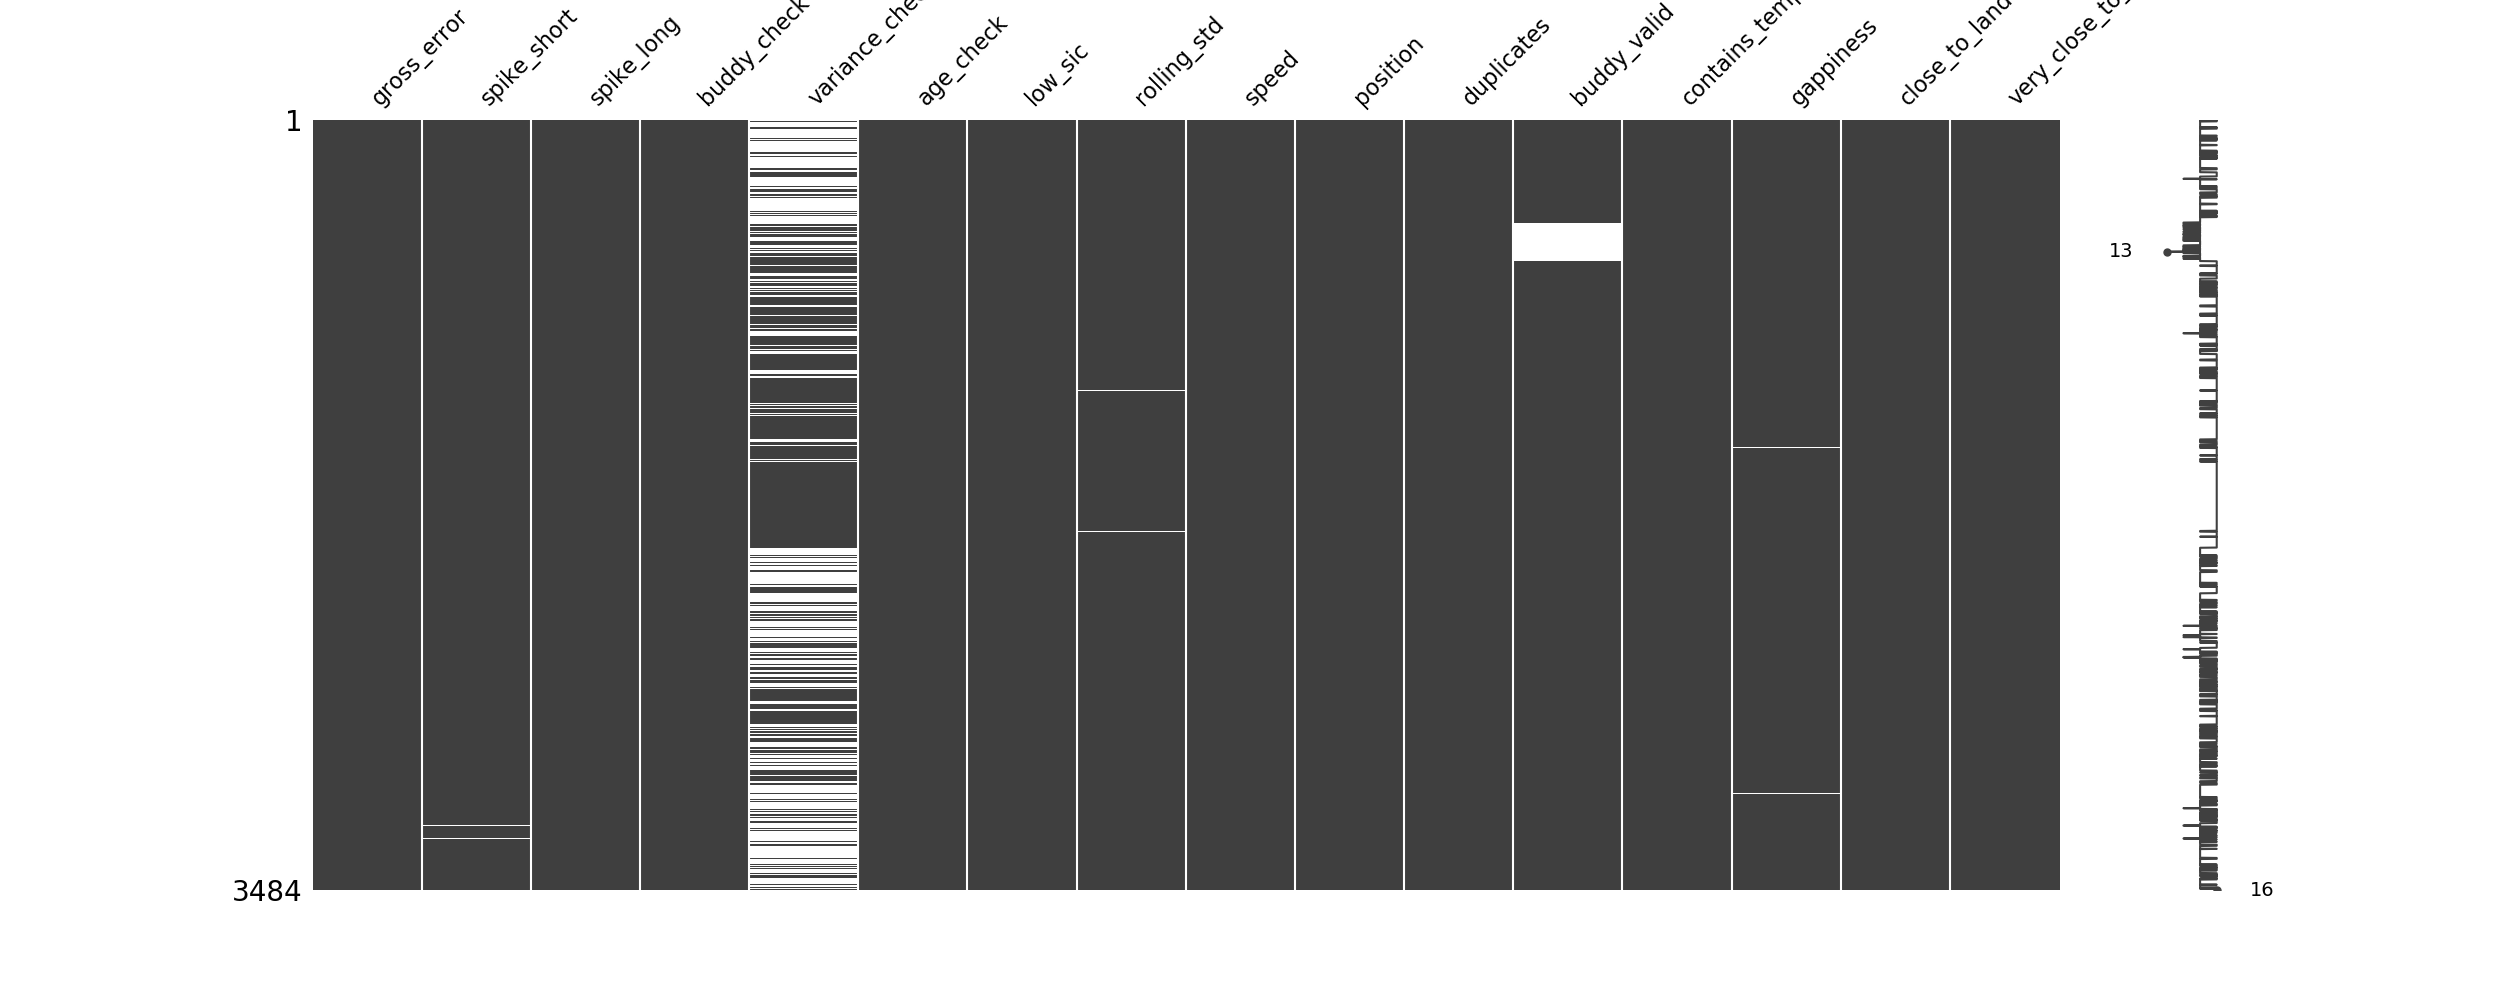 gross_error
spike_short
spike_long
buddy_check
age_check
low_sic
rolling_std
speed
position
duplicates
buddy_valid
gappiness
close_to_land
1
13
3484
16